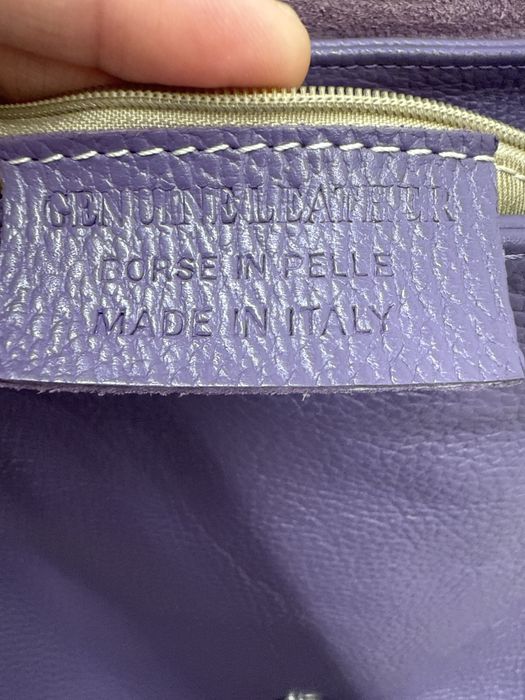 GENUINE LEATHER
BORSE IN PELLE
MADE IN ITALY